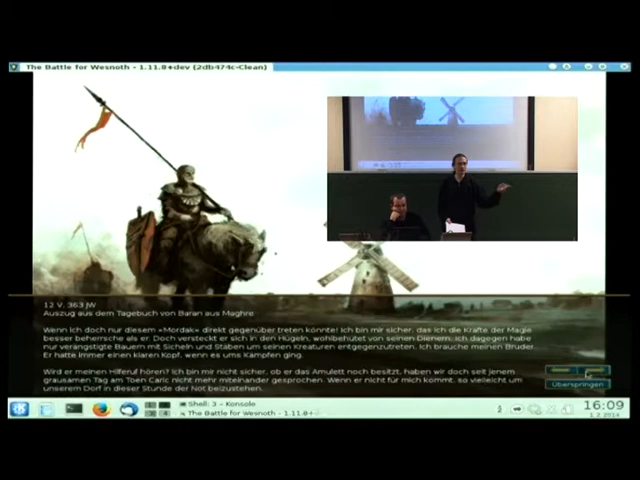 The Battle for Wesnoth - 1.11.8+dev (2db474c-Clean)
12 V, 363 JW
Auszug aus dem Tagebuch von Baran aus Maghre
Wenn ich doch nur diesem »Mordak« direkt gegenüber treten könnte! Ich bin mir sicher, das ich die Kräfte der Magie
besser beherrsche als er. Doch versteckt er sich in den Hügeln, wohlbehütet von seinen Dienern. Ich dagegen habe
nur verängstigte Bauern mit Sicheln und Stäben um seinen Kreaturen entgegenzutreten. Ich brauche meinen Bruder.
Er hatte immer einen klaren Kopf, wenn es ums Kämpfen ging.
Wird er meinen Hilferuf hören? Ich bin mir nicht sicher, ob er das Amulett noch besitzt, haben wir doch seit jenem
grausamen Tag am Toen Caric nicht mehr miteinander gesprochen. Wenn er nicht für mich kommt, so vielleicht um
unserem Dorf in dieser Stunde der Not beizustehen.
Überspringen
Shell: 3 - Konsole
The Battle for Wesnoth - 1.11.8+
16:09
1.2.2014